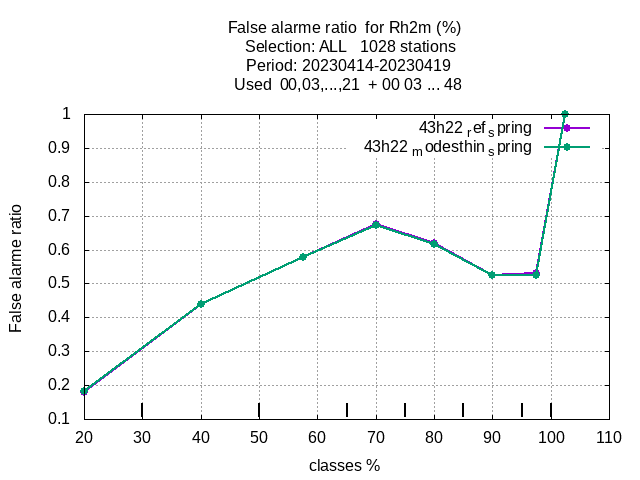 False alarme ratio  for Rh2m (%)
Selection: ALL   1028 stations
Period: 20230414-20230419
Used  00,03,...,21  + 00 03 ... 48
43h22 ref spring
43h22 modesthin spring
False alarme ratio
1
0.9
0.8
0.7
0.6
0.5
0.4
0.3
0.2
0.1
20 30 40 50 60 70 80 90 100 110
classes %